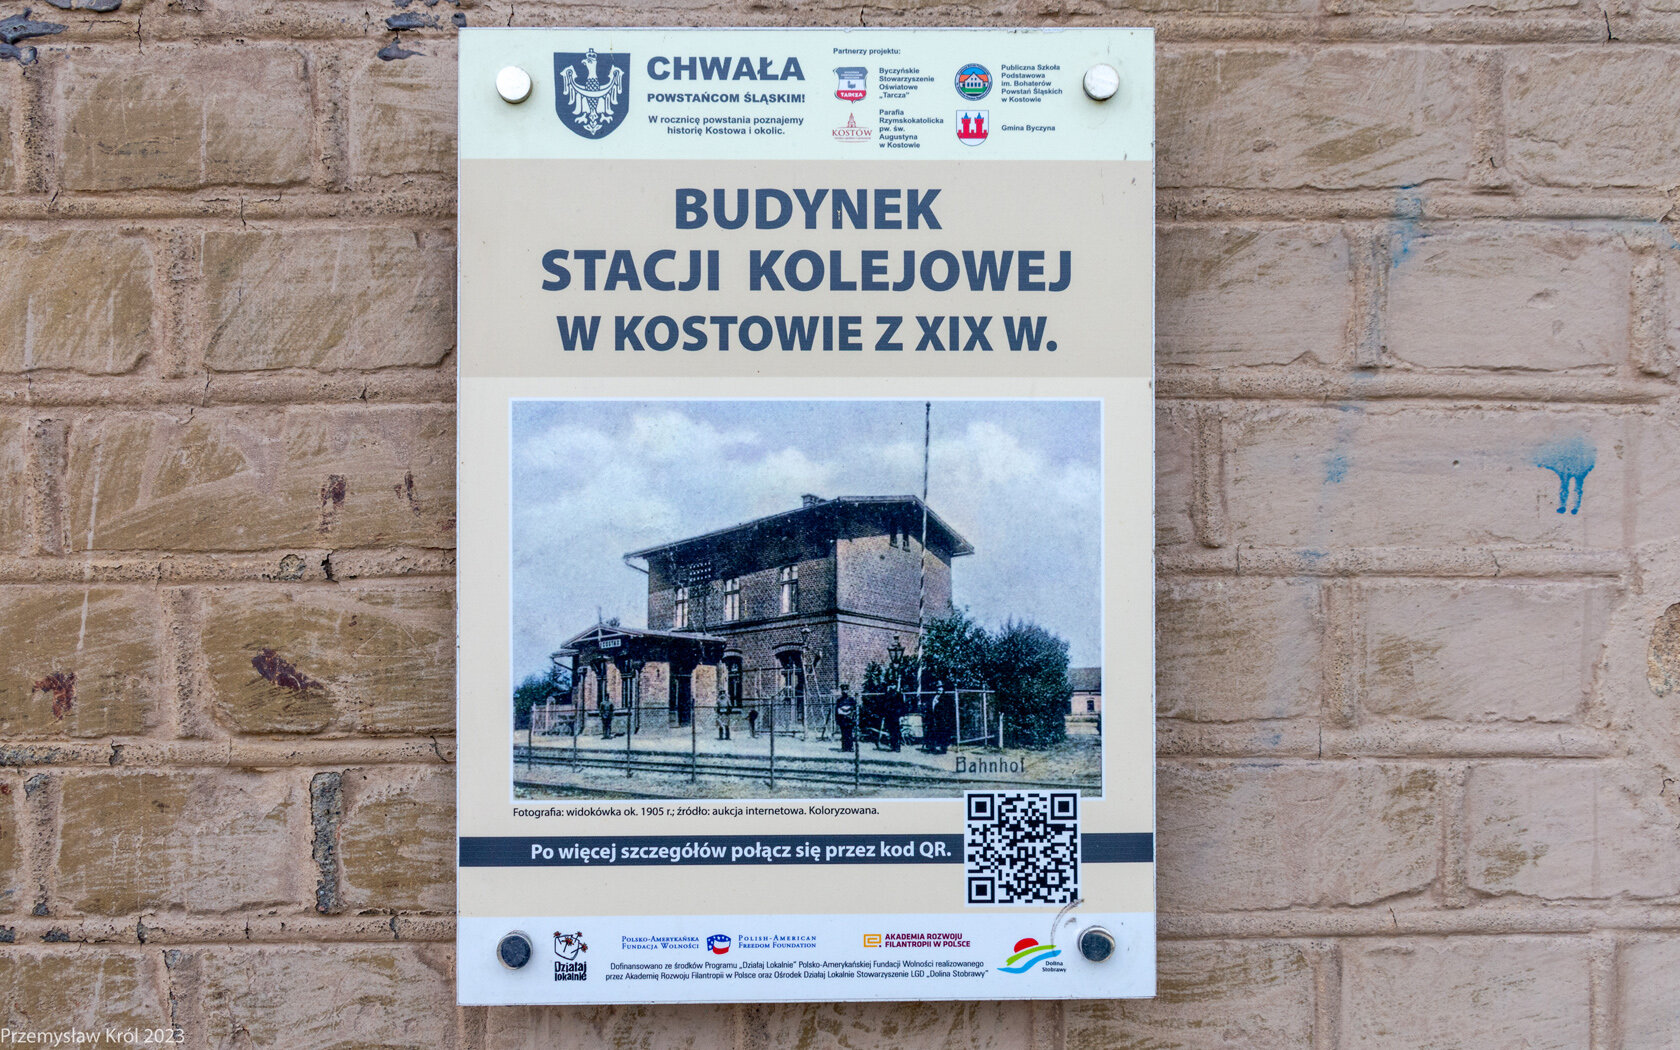 CHWAŁA
POWSTAŃCOM ŚLĄSKIM!
W rocznicę powstania poznajemy
historię Kostowa i okolic.
Partnerzy projektu:
TARCZA
Byczyńskie
Stowarzyszenie
Oświatowe
„Tarcza”
Publiczna Szkoła
Podstawowa
im. Bohaterów
Powstań Śląskich
w Kostowie
KOSTÓW
Parafia
Rzymskokatolicka
pw. św.
Augustyna
w Kostowie
Gmina Byczyna
BUDYNEK
STACJI KOLEJOWEJ
W KOSTOWIE Z XIX W.
Bahnhof
Fotografia: widokówka ok. 1905 r.; źródło: aukcja internetowa. Koloryzowana.
Po więcej szczegółów połącz się przez kod QR.
Działaj
lokalnie
POLSKO-AMERYKAŃSKA
FUNDACJA WOLNOŚCI
POLISH-AMERICAN
FREEDOM FOUNDATION
AKADEMIA ROZWOJU
FILANTROPII W POLSCE
Dofinansowano ze środków Programu „Działaj Lokalnie” Polsko-Amerykańskiej Fundacji Wolności realizowanego
przez Akademię Rozwoju Filantropii w Polsce oraz Ośrodek Działaj Lokalnie Stowarzyszenie LGD „Dolina Stobrawy”
Dolina
Stobrawy
Przemysław Król 2023